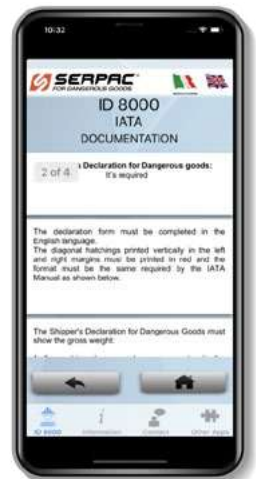 10:32
SERPAC
FOR DANGEROUS GOODS
ID 8000
IATA
DOCUMENTATION
s Declaration for Dangerous goods:
2 of 4
It's required
The declaration form must be completed in the
English language.
The diagonal hatchings printed vertically in the left
and right margins must be printed in red and the
format must be the same required by the IATA
Manual as shown below.
The Shipper's Declaration for Dangerous Goods must
show the gross weight.
ID 8000
Information
Contact
Other Apps